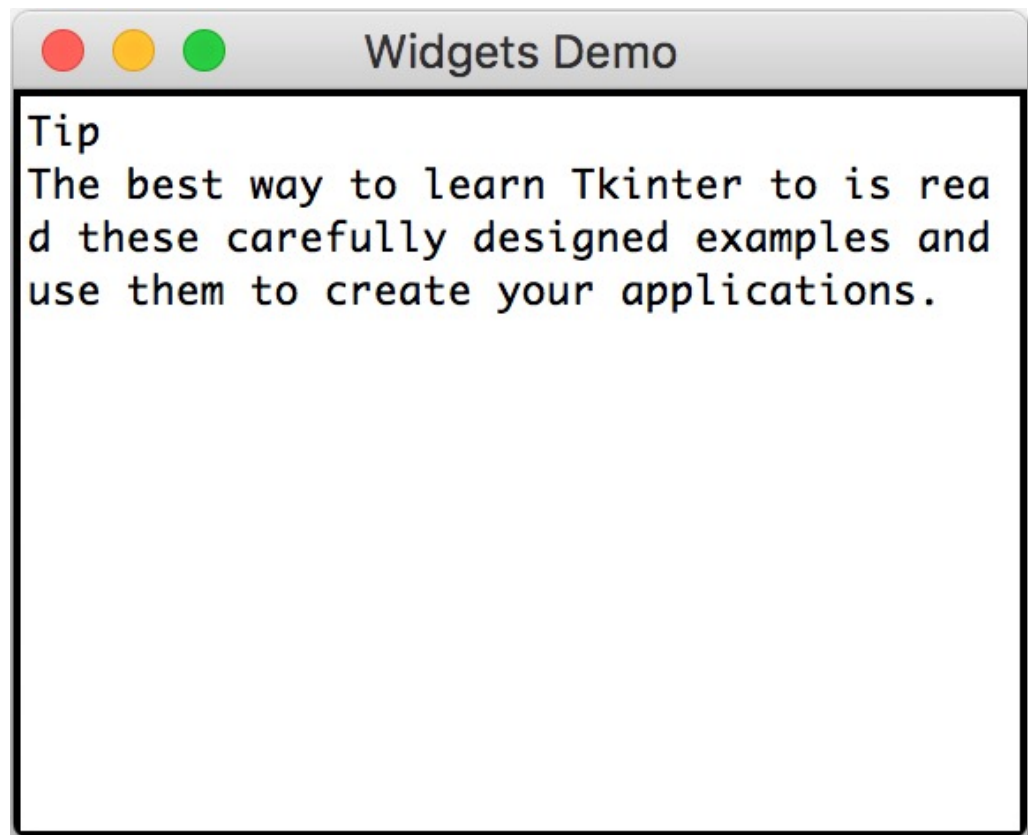 Widgets Demo
Tip
The best way to learn Tkinter to is rea
d these carefully designed examples and
use them to create your applications.